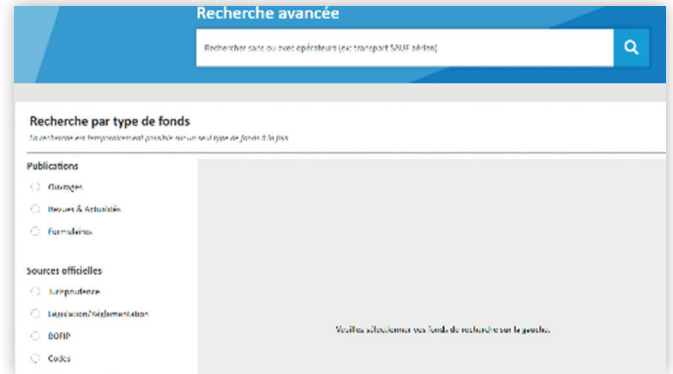 Recherche avancée
Rechercher sans ou avec opérateurs (ex: transport SAUF aérien)
Recherche par type de fonds
La recherche est temporairement possible sur un seul type de fonds à la fois.
Publications
Ouvrages
Revues & Actualités
Formulaires
Sources officielles
Jurisprudence
Législation/Réglementation
BOFIP
Codes
Veuillez sélectionner vos fonds de recherche sur la gauche.